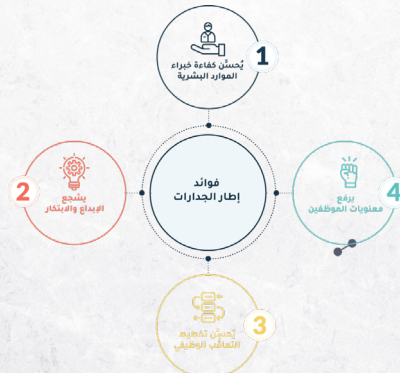 1
يُحسِّن كفاءة خبراء
الموارد البشرية
2
يشجع
الإبداع والابتكار
فوائد
إطار الجدارات
4
يرفع
معنويات الموظفين
3
يُحسِّن تخطيط
التعاقب الوظيفي